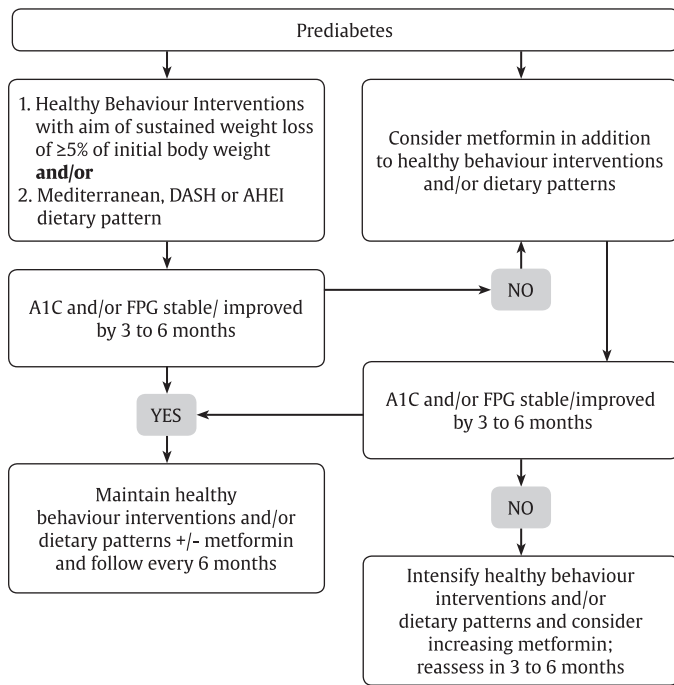 Prediabetes
1. Healthy Behaviour Interventions
with aim of sustained weight loss
of ≥5% of initial body weight
and/or
2. Mediterranean, DASH or AHEI
dietary pattern
Consider metformin in addition
to healthy behaviour interventions
and/or dietary patterns
A1C and/or FPG stable/ improved
by 3 to 6 months
NO
A1C and/or FPG stable/improved
by 3 to 6 months
YES
Maintain healthy
behaviour interventions and/or
dietary patterns +/- metformin
and follow every 6 months
NO
Intensify healthy behaviour
interventions and/or
dietary patterns and consider
increasing metformin;
reassess in 3 to 6 months